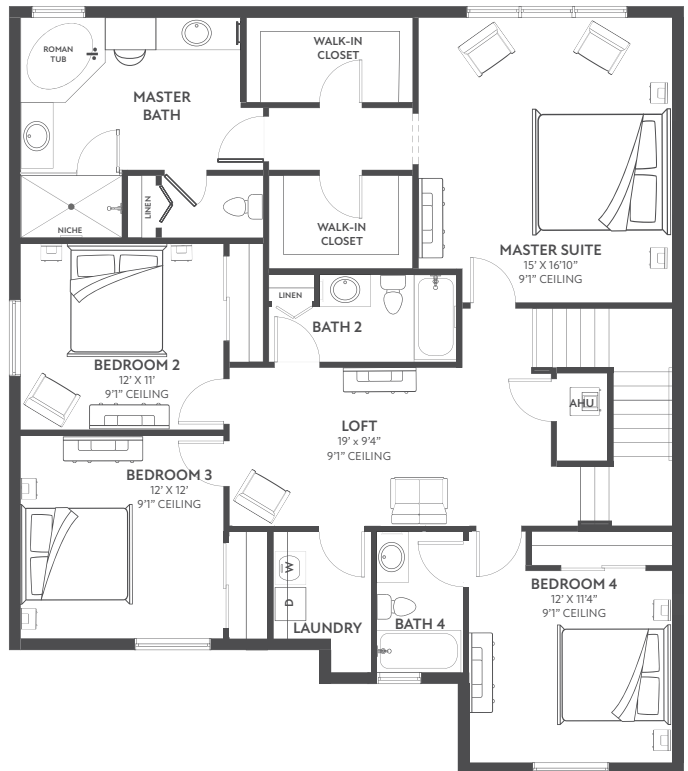 ROMAN
TUB
MASTER
BATH
WALK-IN
CLOSET
LINEN
NICHE
WALK-IN
CLOSET
MASTER SUITE
15' X 16'10"
9'1" CEILING
LINEN
BATH 2
BEDROOM 2
12' X 11'
9'1" CEILING
AHU
LOFT
19' x 9'4"
9'1" CEILING
BEDROOM 3
12' X 12'
9'1" CEILING
W
D
LAUNDRY
BATH 4
BEDROOM 4
12' X 11'4"
9'1" CEILING